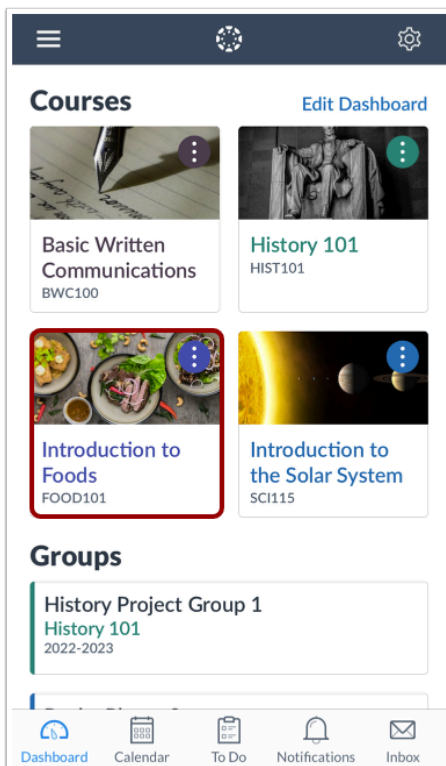 Courses
Edit Dashboard
Basic Written
Communications
BWC100
History 101
HIST101
Introduction to
Foods
FOOD101
Introduction to
the Solar System
SCI115
Groups
History Project Group 1
History 101
2022-2023
Dashboard
Calendar
To Do
Notifications
Inbox